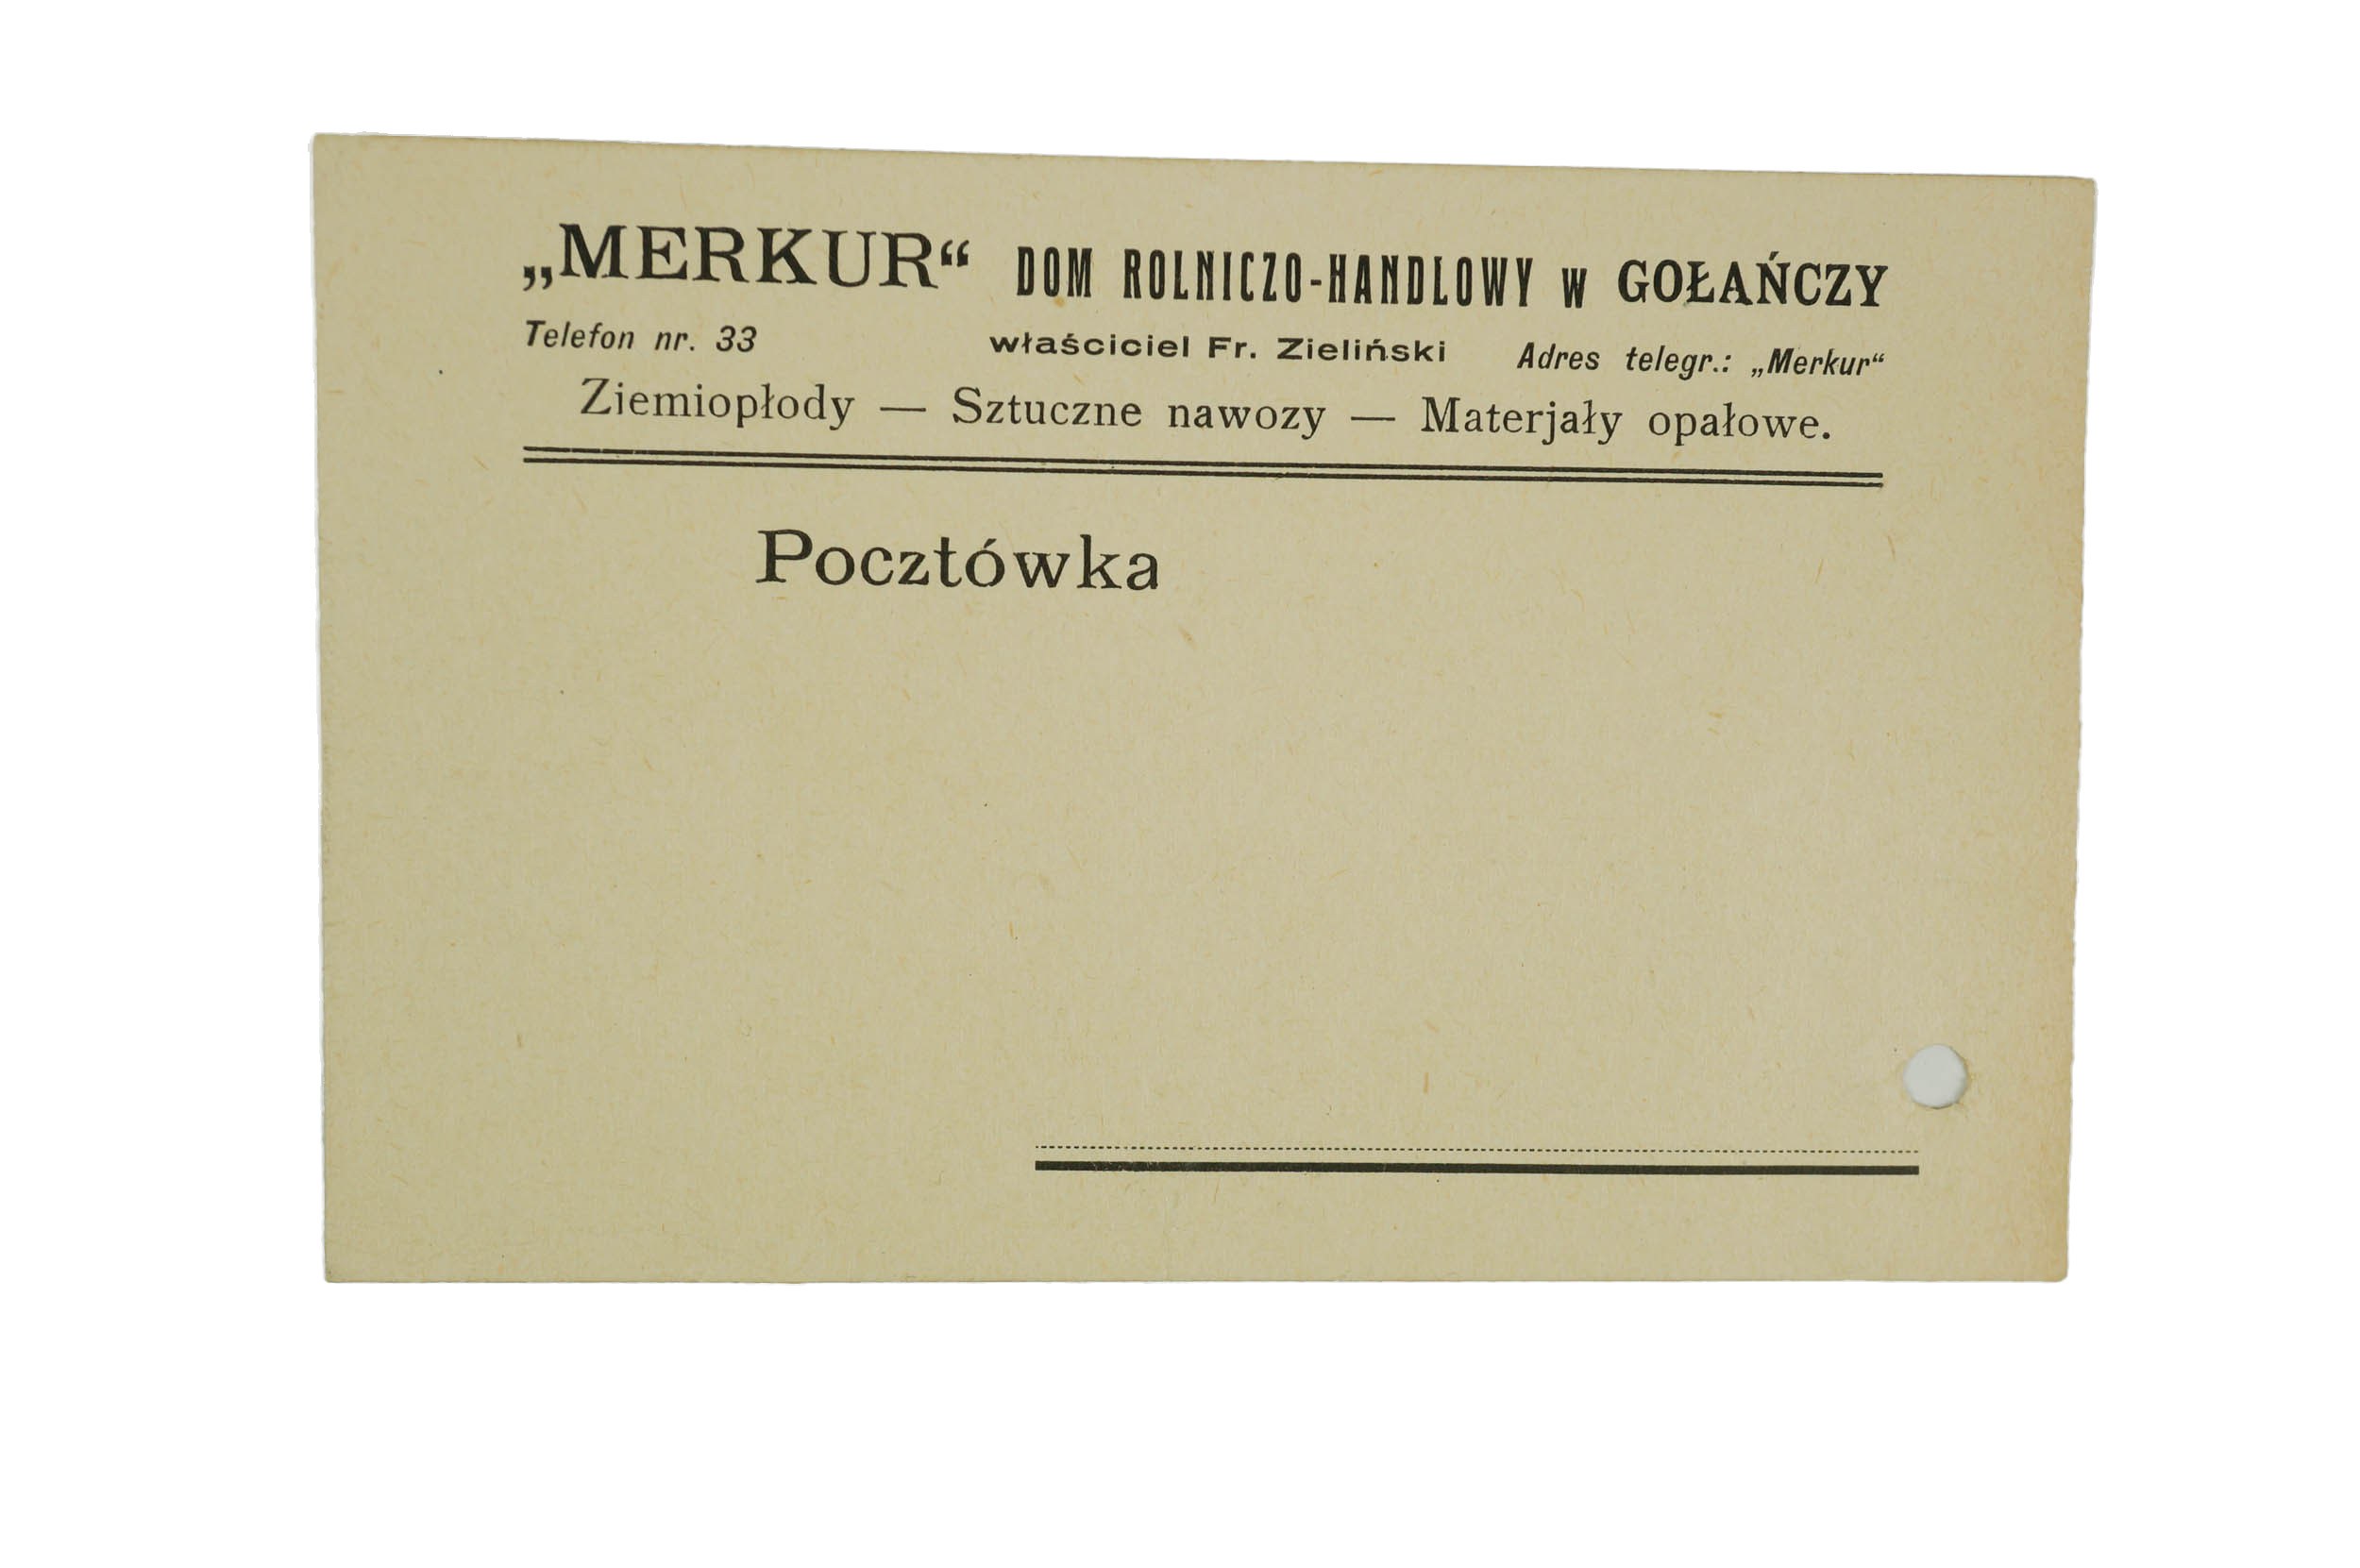 „MERKUR“ DOM ROLNICZO-HANDLOWY w GOŁAŃCZY
Telefon nr. 33 właściciel Fr. Zieliński Adres telegr.: „Merkur“
Ziemiopłody — Sztuczne nawozy — Materjały opałowe.
Pocztówka